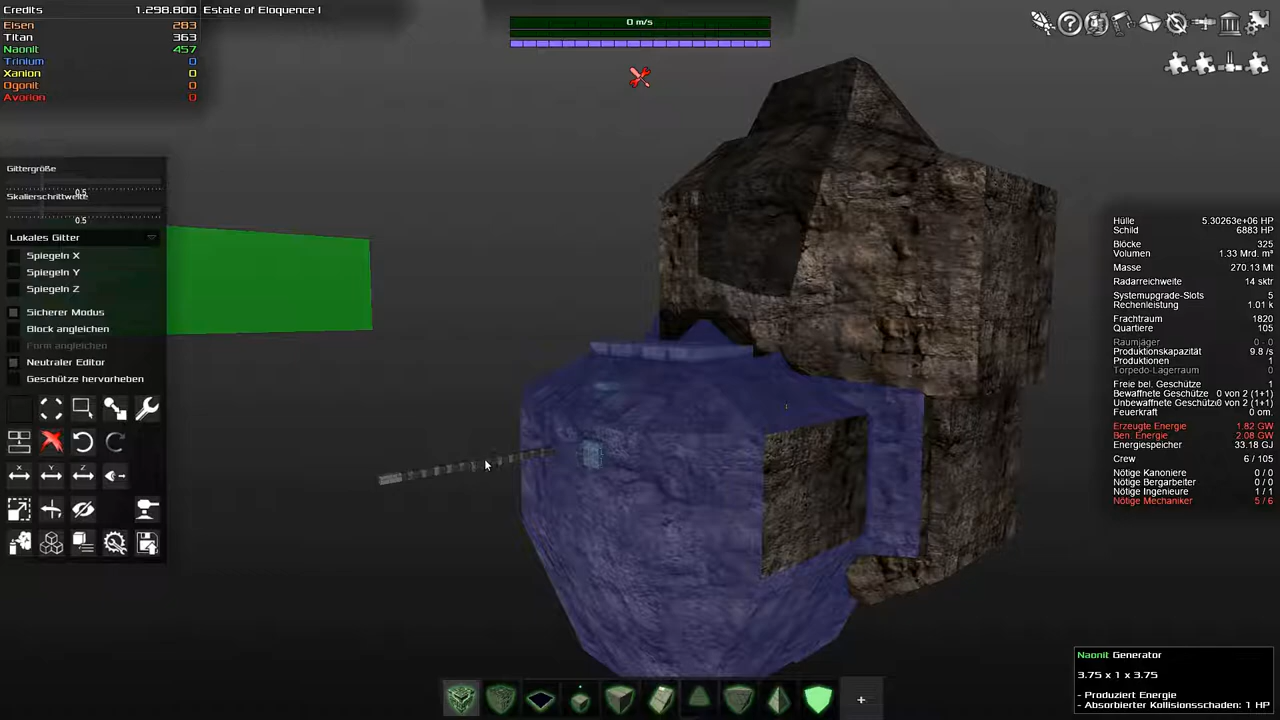 Credits 1.298.800 Estate of Eloquence I
Eisen 283
Titan 363
Naonit 457
Trinium 0
Xanion 0
Ogonit 0
Avorion 0
0 m/s
Gittergröße
0.5
Skalierschrittweite
0.5
Lokales Gitter
Spiegeln X
Spiegeln Y
Spiegeln Z
Sicherer Modus
Block angleichen
Form angleichen
Neutraler Editor
Geschütze hervorheben
X Y Z
Hülle 5.30263e+06 HP
Schild 6883 HP
Blöcke 325
Volumen 1.33 Mrd. m³
Masse 270.13 Mt
Radarreichweite 14 sktr
Systemupgrade-Slots 5
Rechenleistung 1.01 k
Frachtraum 1820
Quartiere 105
Raumjäger 0 - 0
Produktionskapazität 9.8 /s
Produktionen 1
Torpedo-Lagerraum 0
Freie bel. Geschütze 1
Bewaffnete Geschütz 0 von 2 (1+1)
Unbewaffnete Geschütz 0 von 2 (1+1)
Feuerkraft 0 om.
Erzeugte Energie 1.82 GW
Ben. Energie 2.08 GW
Energiespeicher 33.18 GJ
Crew 6 / 105
Nötige Kanoniere 0 / 0
Nötige Bergarbeiter 0 / 0
Nötige Ingenieure 1 / 1
Nötige Mechaniker 5 / 6
Naonit Generator
3.75 x 1 x 3.75
- Produziert Energie
- Absorbierter Kollisionsschaden: 1 HP